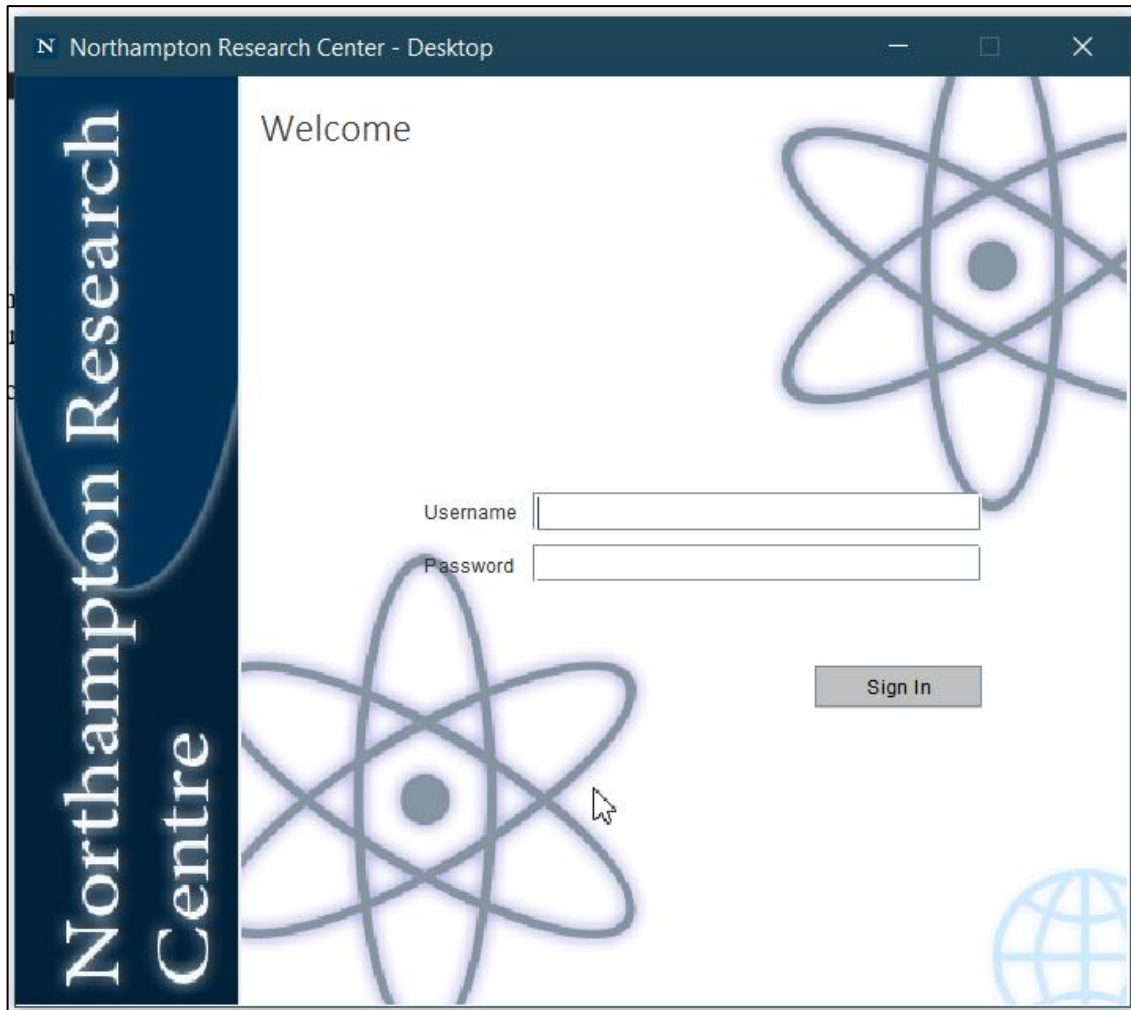 N Northampton Research Center - Desktop
Northampton Research
Centre
Welcome
Username
Password
Sign In